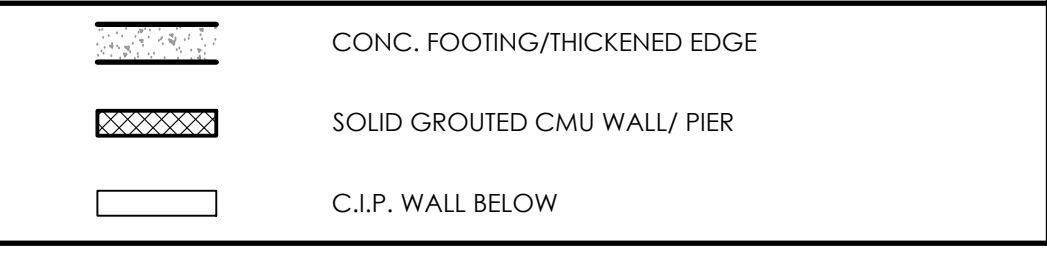 CONC. FOOTING/THICKENED EDGE
SOLID GROUTED CMU WALL/ PIER
C.I.P. WALL BELOW